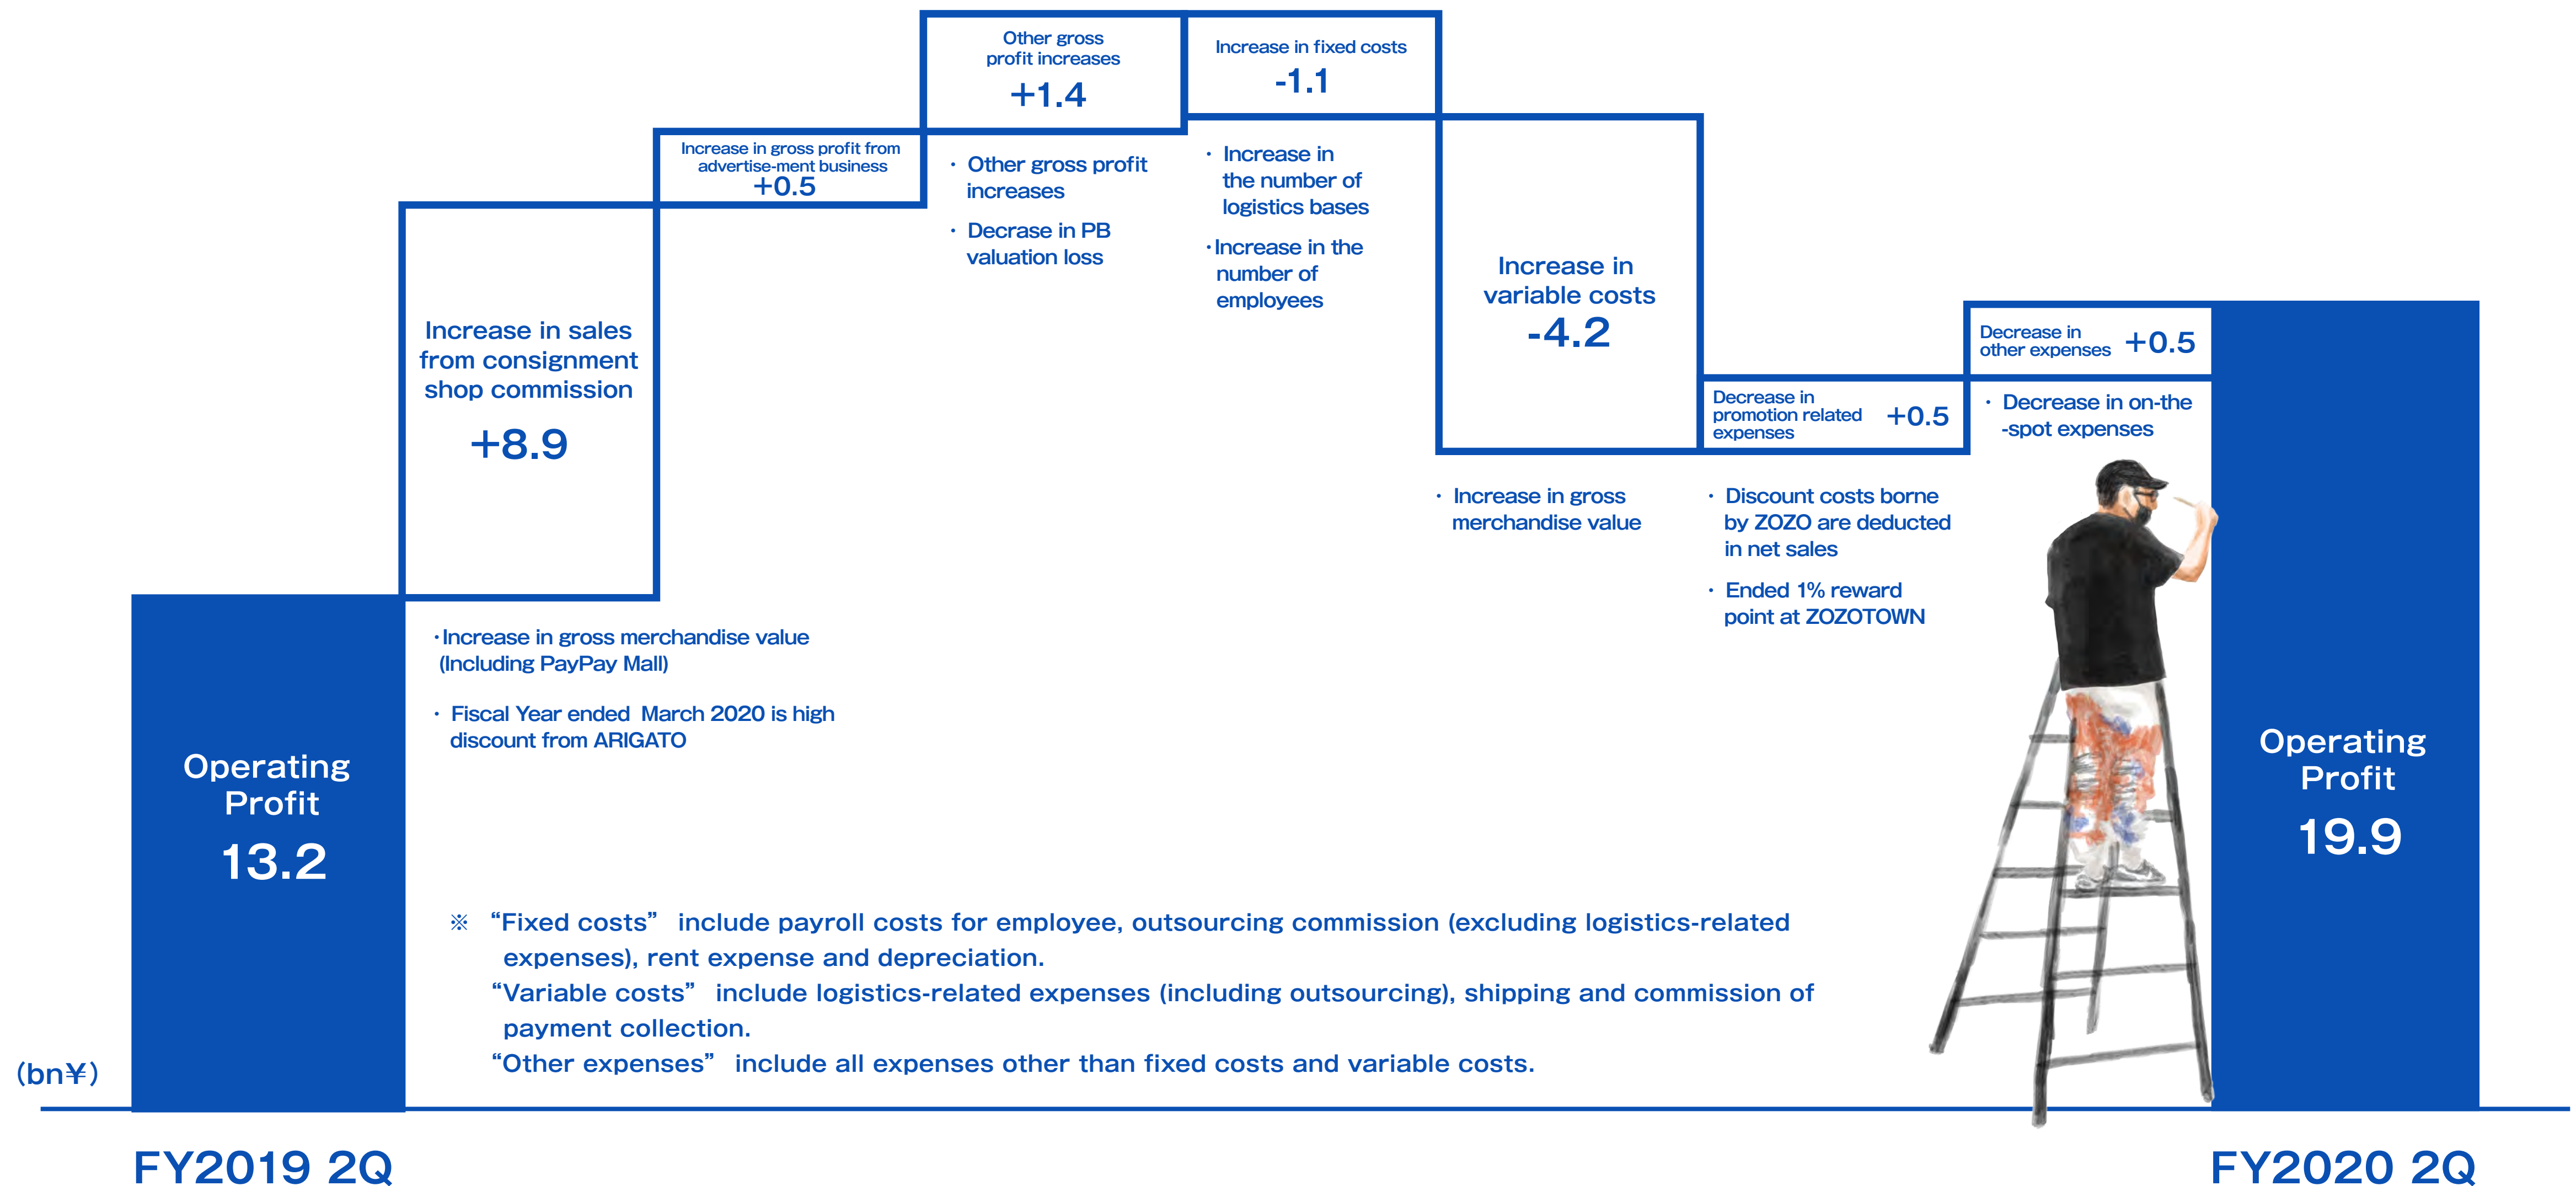 Other gross
profit increases
+1.4
Increase in fixed costs
-1.1
Increase in gross profit from
advertise-ment business
+0.5
・ Other gross profit
increases
・ Decrase in PB
valuation loss
・ Increase in
the number of
logistics bases
・Increase in the
number of
employees
Increase in sales
from consignment
shop commission
+8.9
Increase in
variable costs
-4.2
Decrease in
promotion related
expenses
+0.5
Decrease in
other expenses
+0.5
・ Decrease in on-the
-spot expenses
・ Increase in gross
merchandise value
・ Discount costs borne
by ZOZO are deducted
in net sales
・ Ended 1% reward
point at ZOZOTOWN
・Increase in gross merchandise value
(Including PayPay Mall)
・ Fiscal Year ended March 2020 is high
discount from ARIGATO
Operating
Profit
13.2
Operating
Profit
19.9
※ “Fixed costs” include payroll costs for employee, outsourcing commission (excluding logistics-related
expenses), rent expense and depreciation.
“Variable costs” include logistics-related expenses (including outsourcing), shipping and commission of
payment collection.
“Other expenses” include all expenses other than fixed costs and variable costs.
(bn¥)
FY2019 2Q
FY2020 2Q